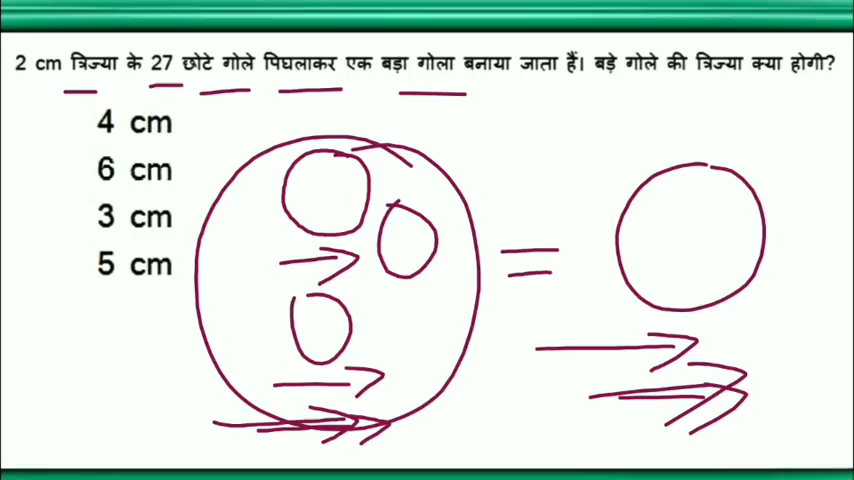 2 cm त्रिज्या के 27 छोटे गोले पिघलाकर एक बड़ा गोला बनाया जाता हैं। बड़े गोले की त्रिज्या क्या होगी?
4 cm
6 cm
3 cm
5 cm